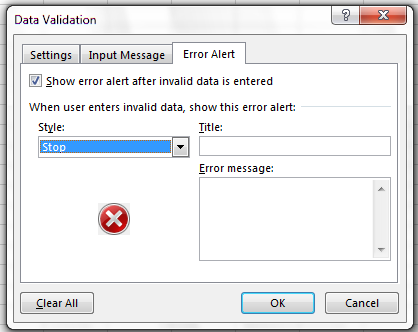 Data Validation
Settings Input Message Error Alert
Show error alert after invalid data is entered
When user enters invalid data, show this error alert:
Style: Title:
Stop
Error message:
Clear All OK Cancel